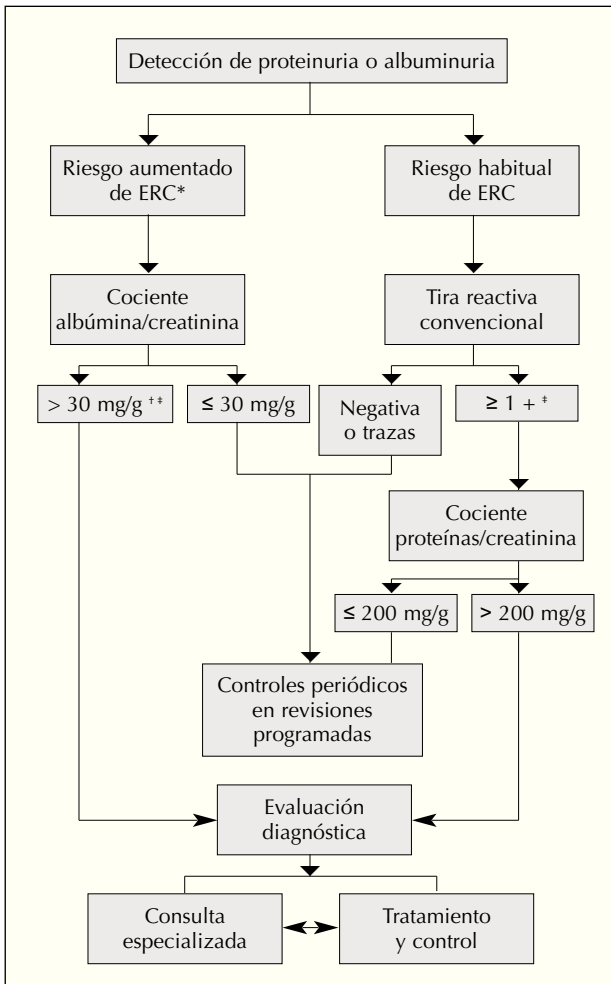 Detección de proteinuria o albuminuria
Riesgo aumentado
de ERC*
Riesgo habitual
de ERC
Cociente
albúmina/creatinina
Tira reactiva
convencional
> 30 mg/g †‡
≤ 30 mg/g
Negativa
o trazas
≥ 1 + ‡
Cociente
proteínas/creatinina
≤ 200 mg/g
> 200 mg/g
Controles periódicos
en revisiones
programadas
Evaluación
diagnóstica
Consulta
especializada
Tratamiento
y control